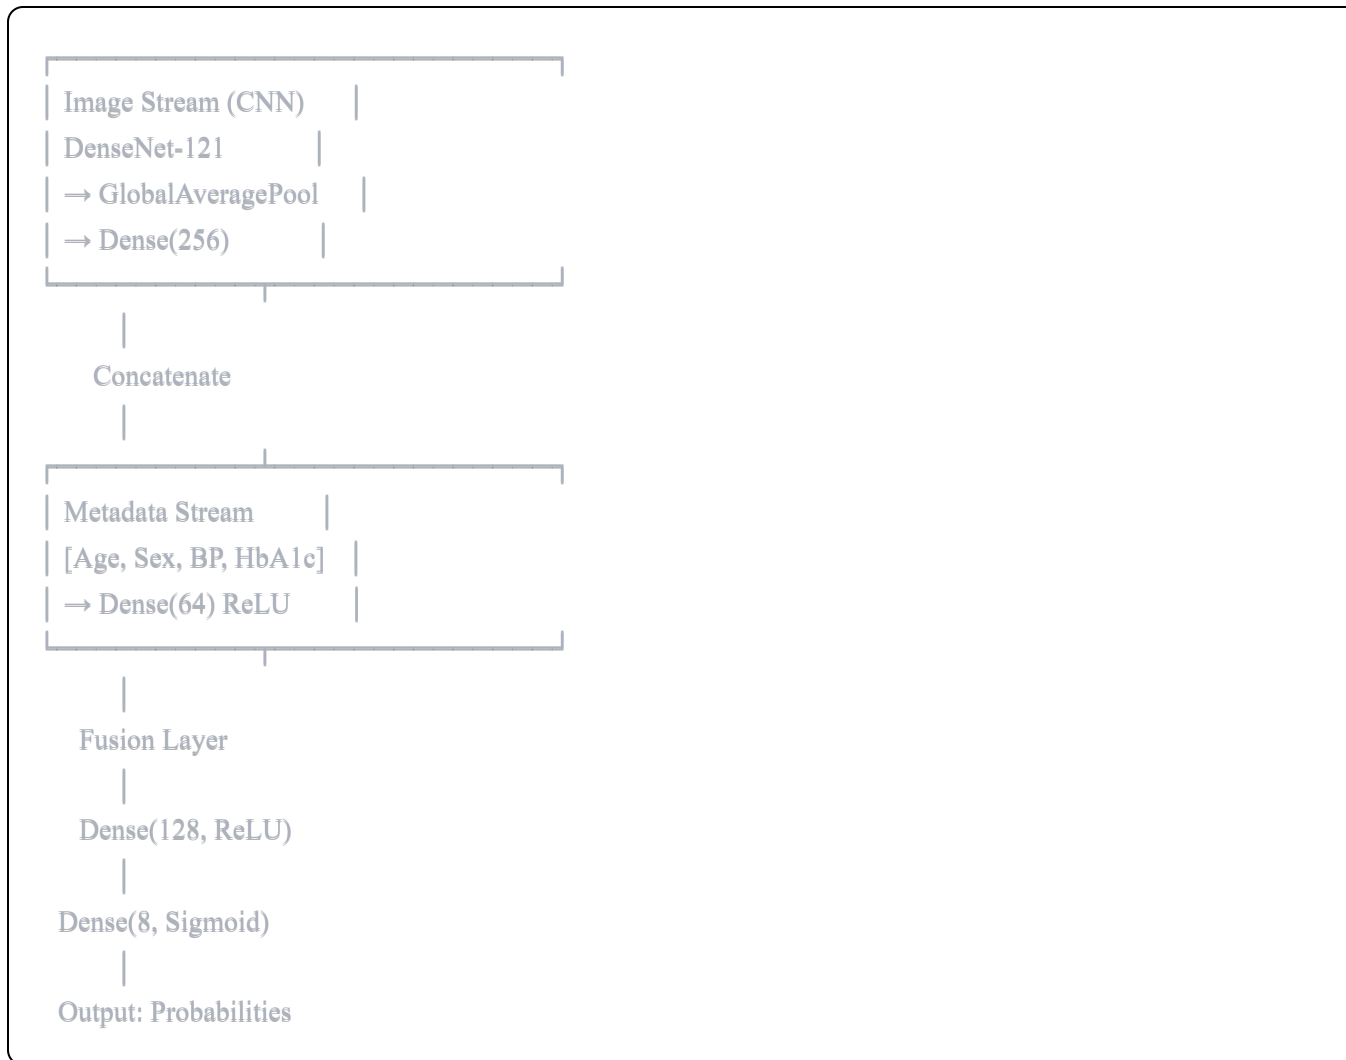 Image Stream (CNN)
DenseNet-121
→ GlobalAveragePool
→ Dense(256)
Concatenate
Metadata Stream
[Age, Sex, BP, HbA1c]
→ Dense(64) ReLU
Fusion Layer
Dense(128, ReLU)
Dense(8, Sigmoid)
Output: Probabilities